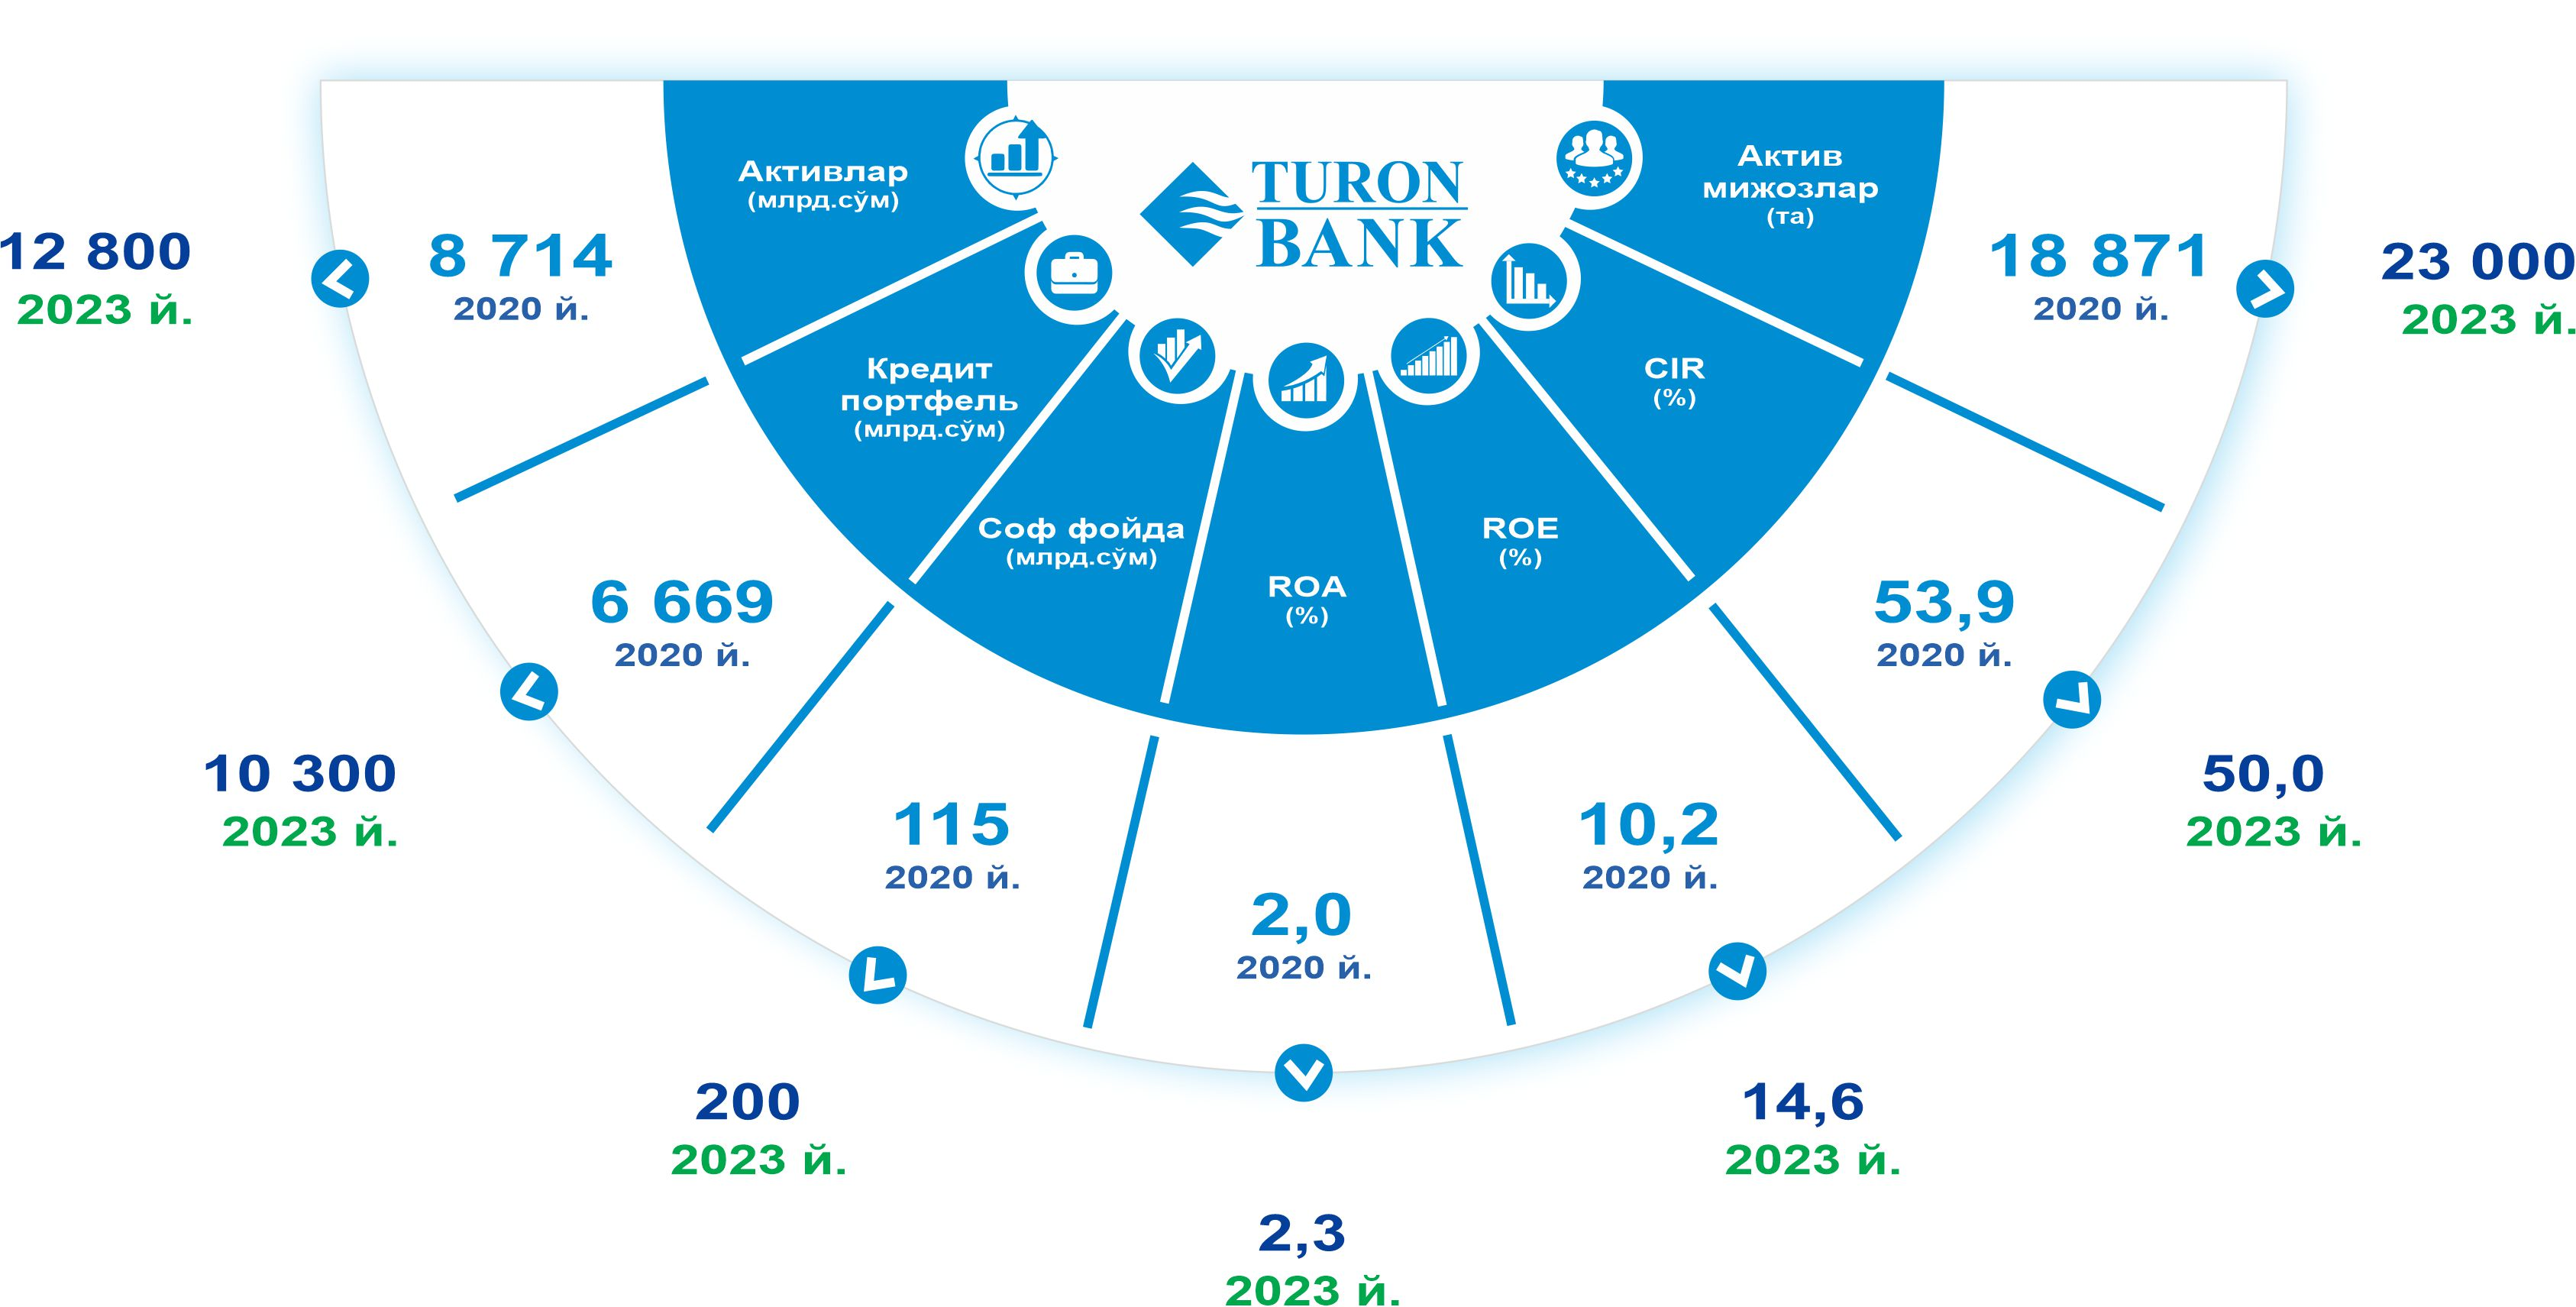 TURON
BANK
Активлар
(млрд.сўм)
8 714
2020 й.
12 800
2023 й.
Кредит
портфель
(млрд.сўм)
6 669
2020 й.
10 300
2023 й.
Соф фойда
(млрд.сўм)
115
2020 й.
200
2023 й.
ROA
(%)
2,0
2020 й.
2,3
2023 й.
ROE
(%)
10,2
2020 й.
14,6
2023 й.
CIR
(%)
53,9
2020 й.
50,0
2023 й.
Актив
мижозлар
(та)
18 871
2020 й.
23 000
2023 й.